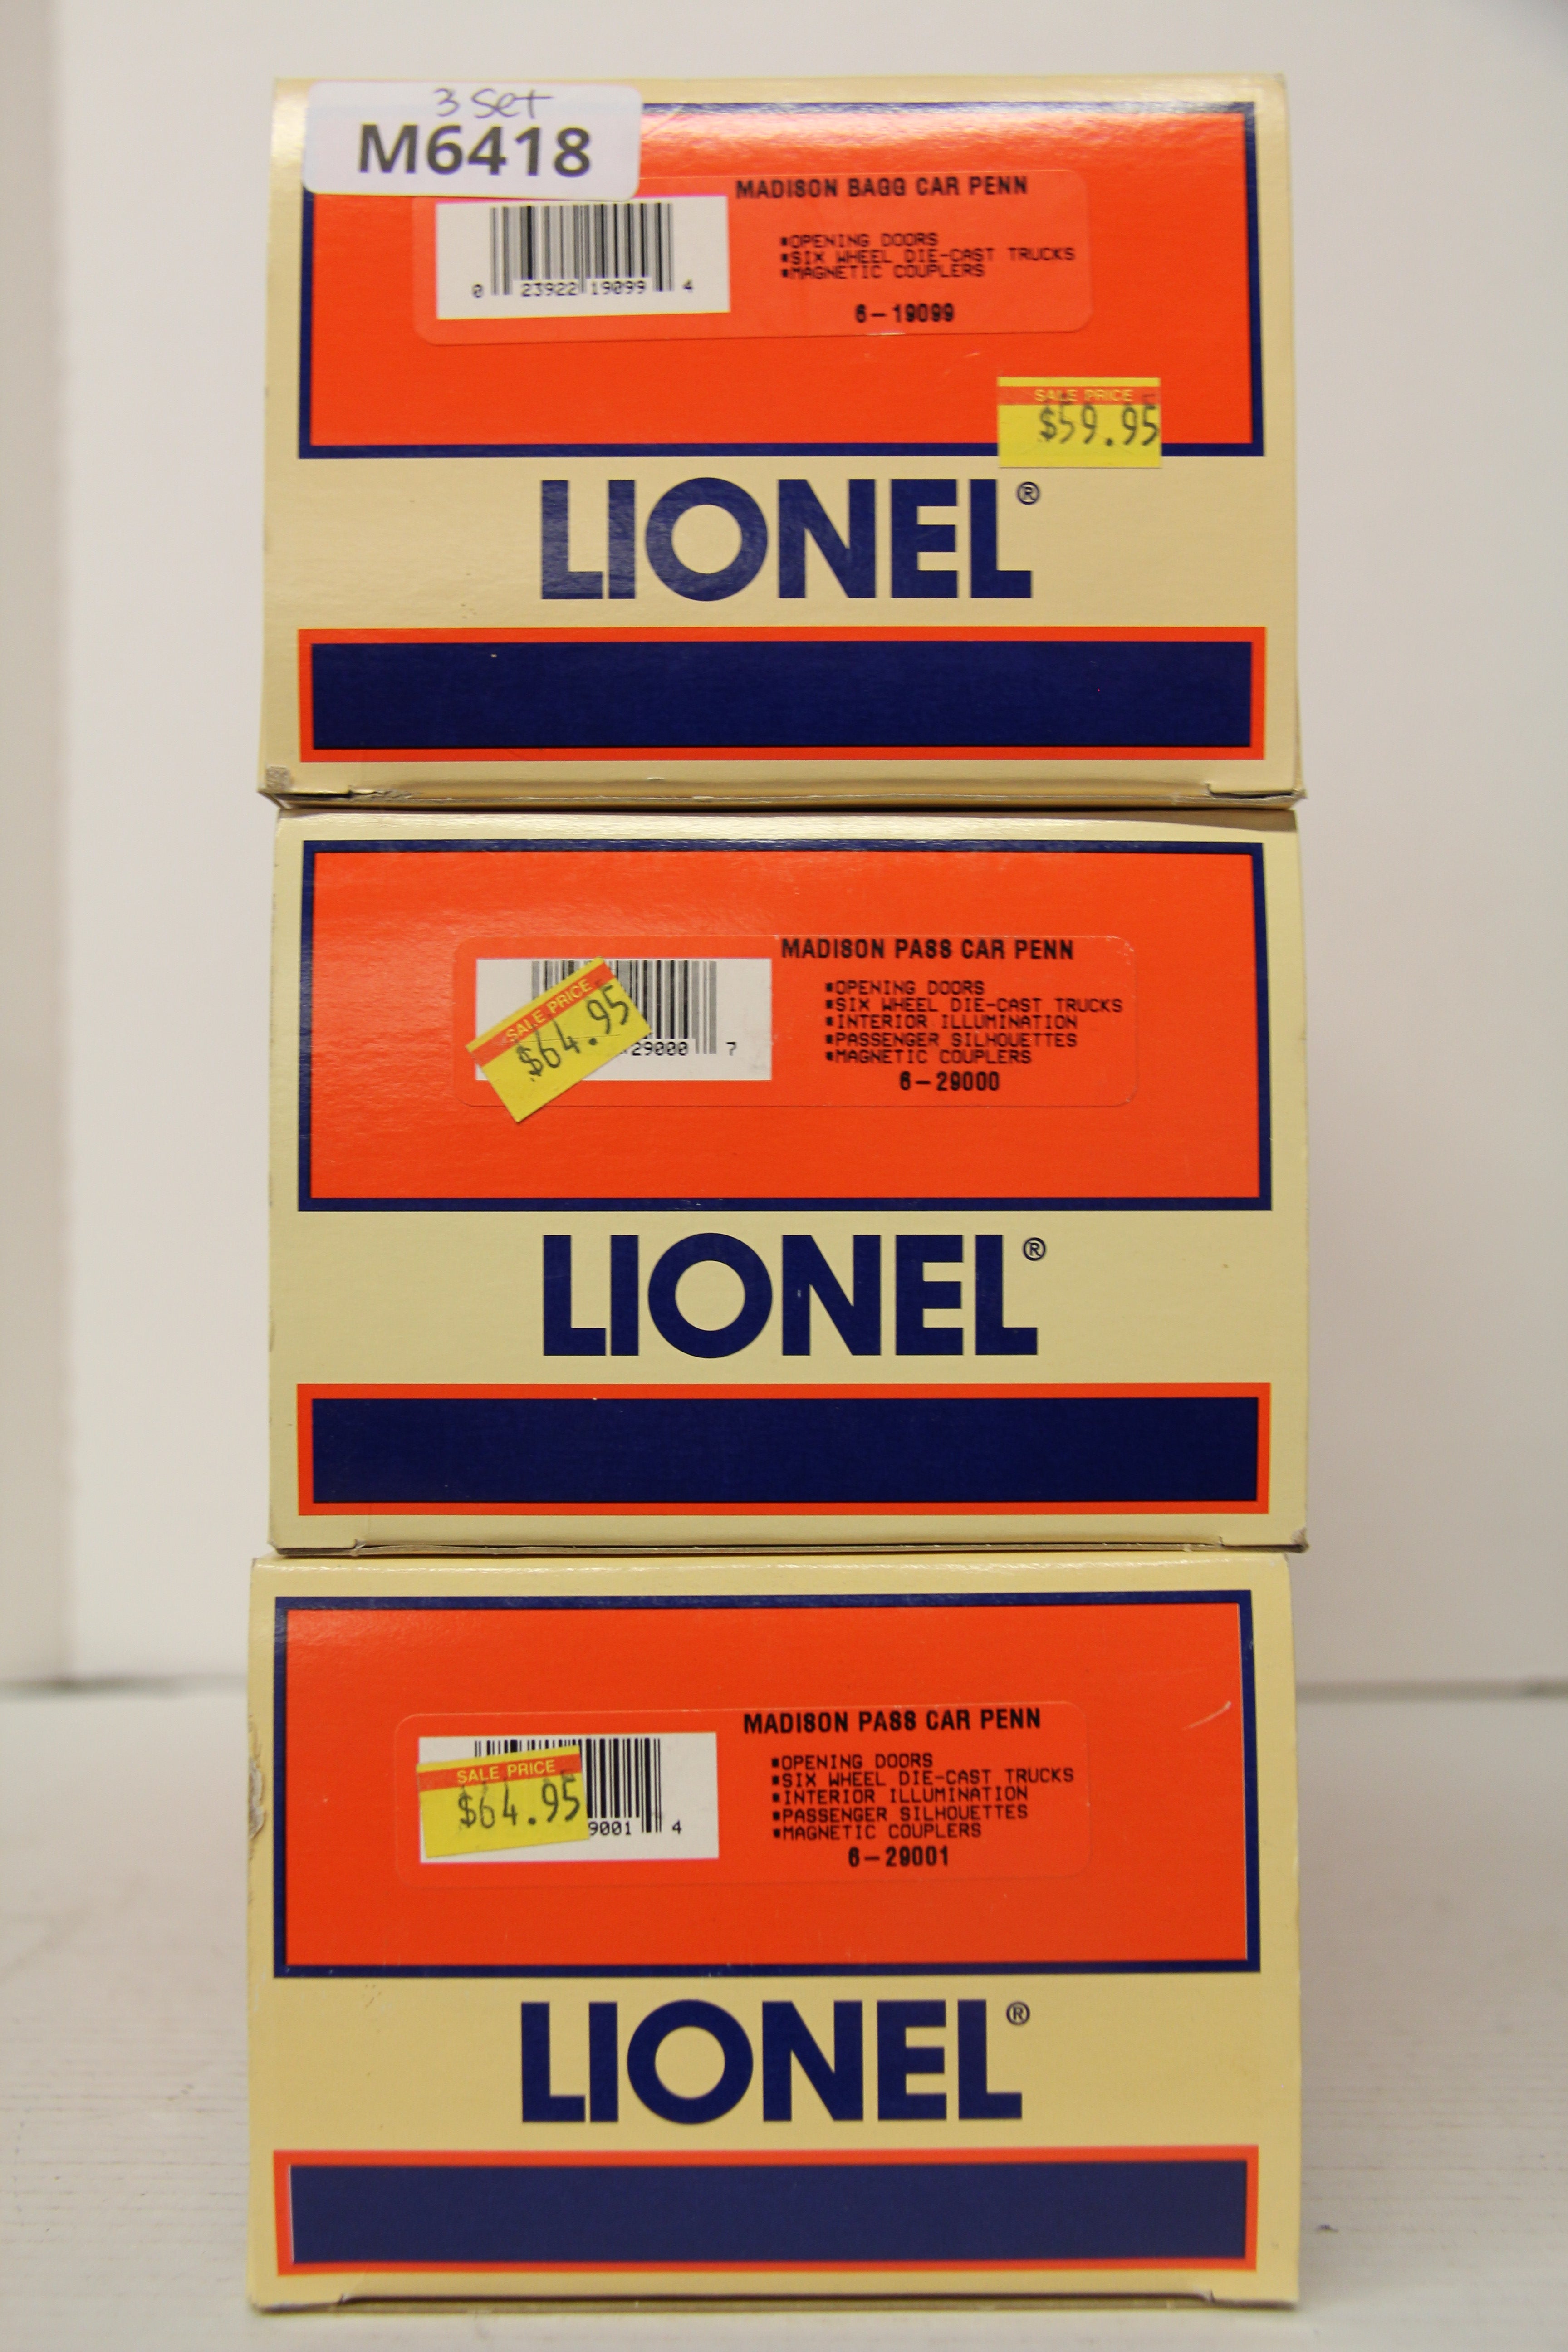 3 Set
M6418
MADISON BAGG CAR PENN
▪OPENING DOORS
▪SIX WHEEL DIE-CAST TRUCKS
▪MAGNETIC COUPLERS
0 23922 19099 4
6-19099
SALE PRICE
$59.95
LIONEL®
MADISON PASS CAR PENN
▪OPENING DOORS
▪SIX WHEEL DIE-CAST TRUCKS
▪INTERIOR ILLUMINATION
▪PASSENGER SILHOUETTES
▪MAGNETIC COUPLERS
SALE PRICE
$64.95
29000 7
6-29000
LIONEL®
MADISON PASS CAR PENN
▪OPENING DOORS
▪SIX WHEEL DIE-CAST TRUCKS
▪INTERIOR ILLUMINATION
▪PASSENGER SILHOUETTES
▪MAGNETIC COUPLERS
SALE PRICE
$64.95
9001 4
6-29001
LIONEL®